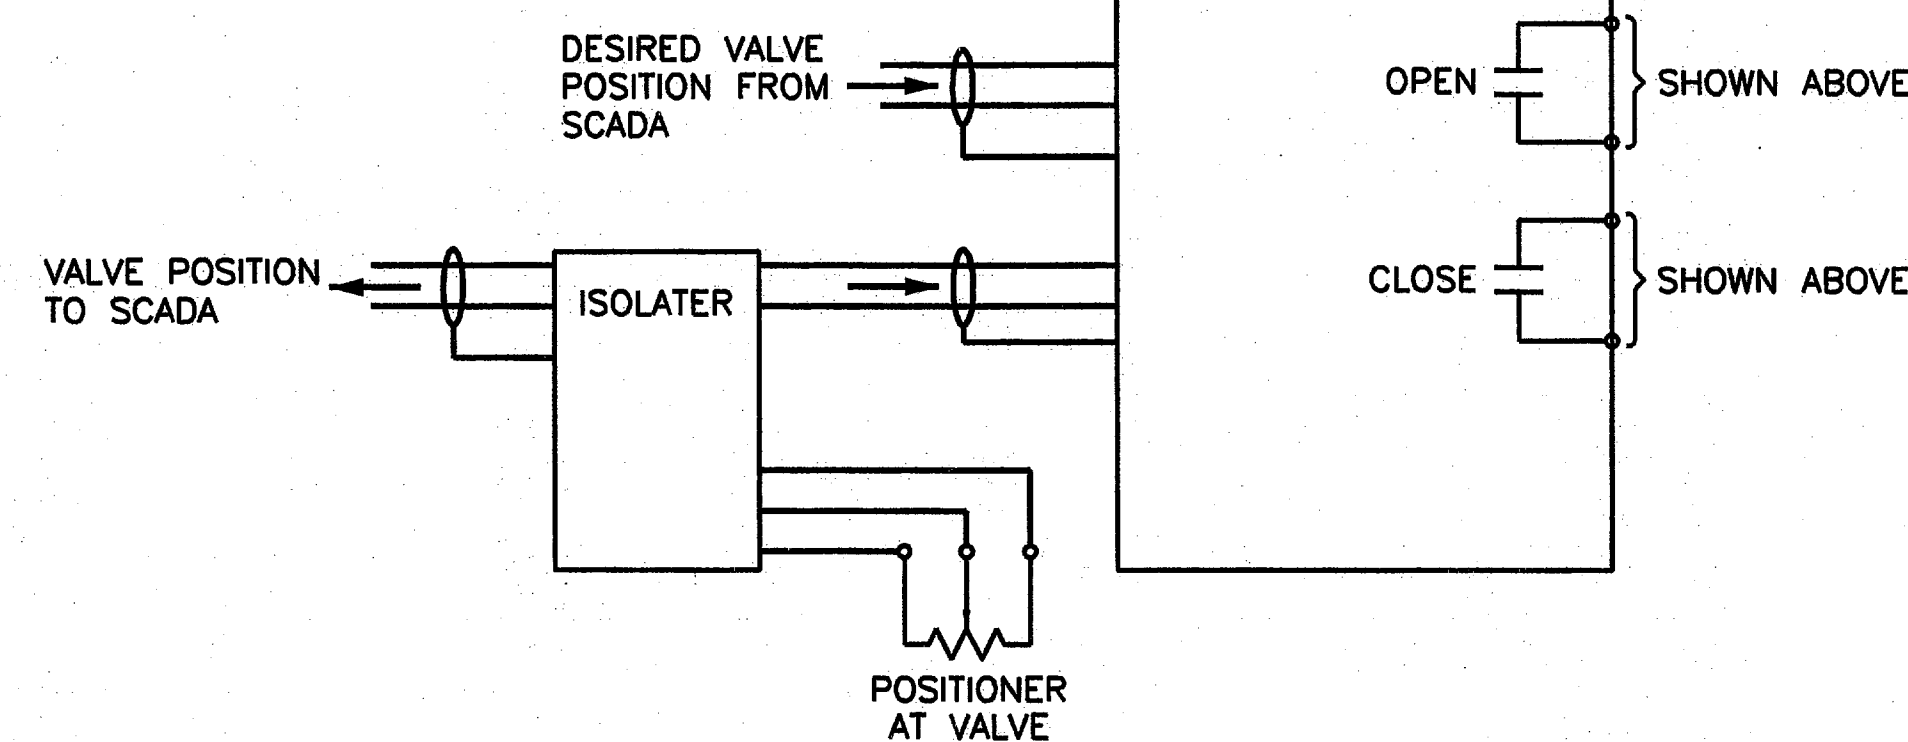 DESIRED VALVE
POSITION FROM
SCADA
OPEN
SHOWN ABOVE
VALVE POSITION
TO SCADA
ISOLATER
CLOSE
SHOWN ABOVE
POSITIONER
AT VALVE